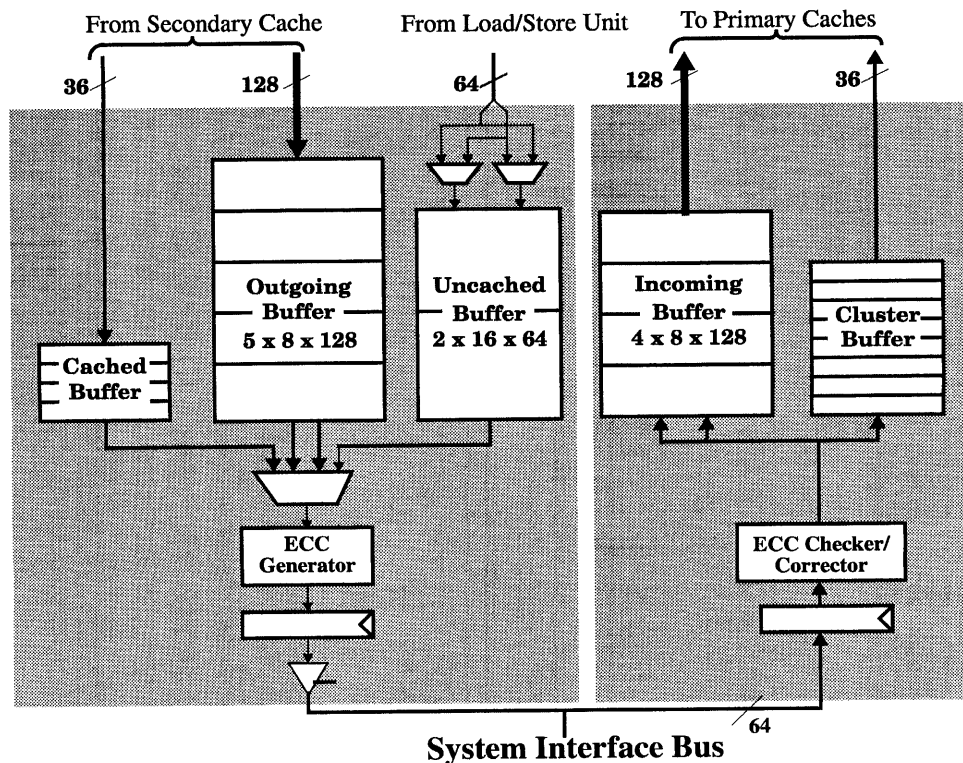 From Secondary Cache
From Load/Store Unit
To Primary Caches
36
128
64
128
36
Outgoing
Buffer
5 x 8 x 128
Uncached
Buffer
2 x 16 x 64
Incoming
Buffer
4 x 8 x 128
Cluster
Buffer
Cached
Buffer
ECC
Generator
ECC Checker/
Corrector
64
System Interface Bus